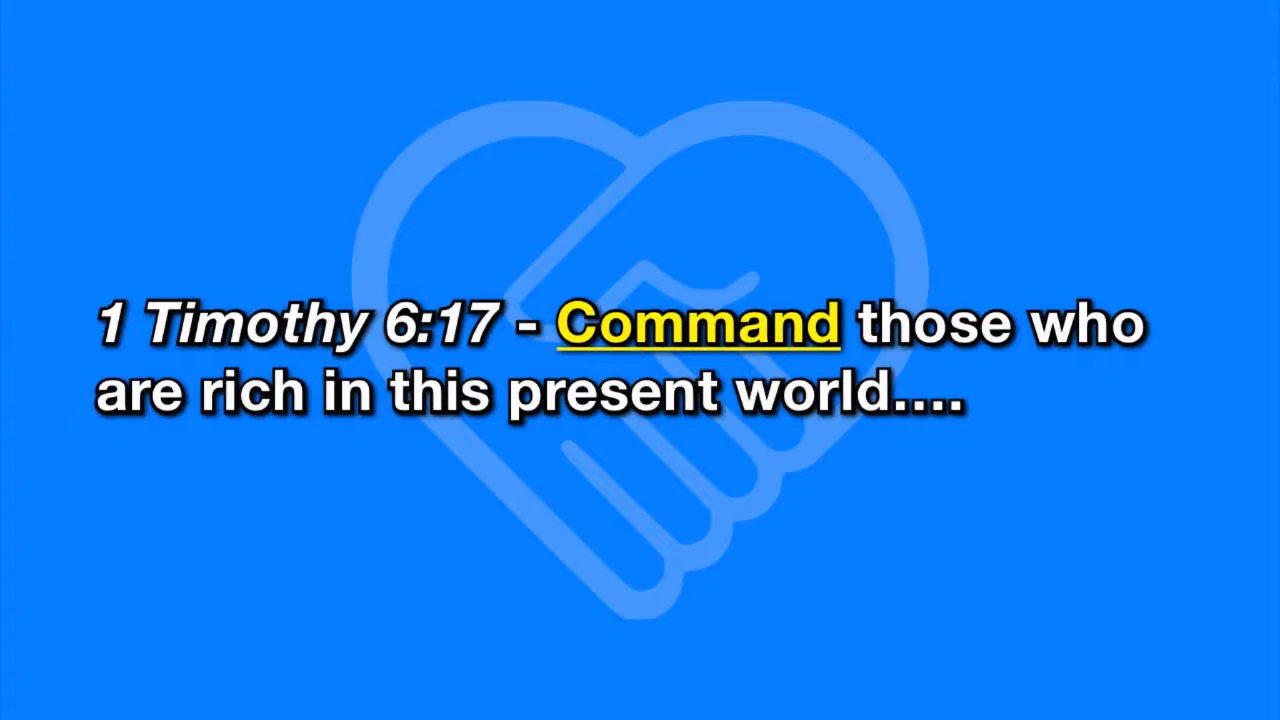 1 Timothy 6:17 - Command those who
are rich in this present world....